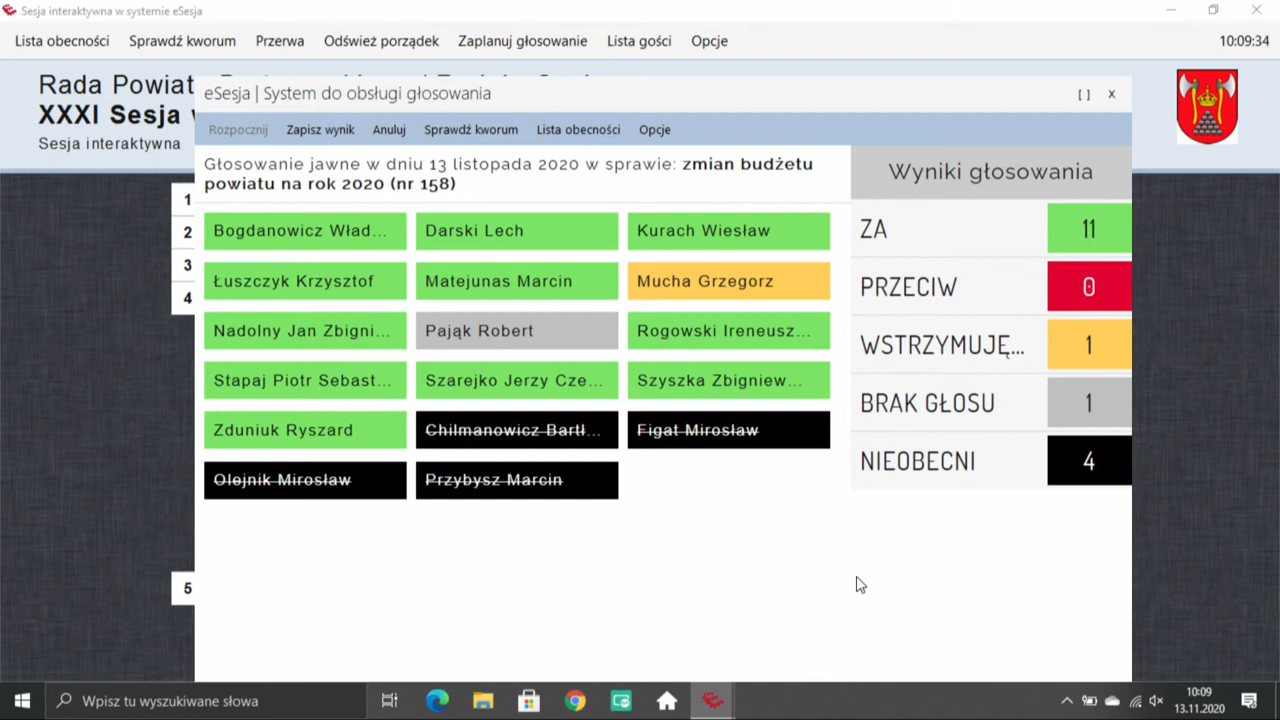 Sesja interaktywna w systemie eSesja
Lista obecności Sprawdź kworum Przerwa Odśwież porządek Zaplanuj głosowanie Lista gości Opcje 10:09:34
Rada Powiatu
XXXI Sesja w
Sesja interaktywna
eSesja | System do obsługi głosowania [ ] x
Rozpocznij Zapisz wynik Anuluj Sprawdź kworum Lista obecności Opcje
Głosowanie jawne w dniu 13 listopada 2020 w sprawie: zmian budżetu
powiatu na rok 2020 (nr 158)
Wyniki głosowania
1
2
3
4
5
Bogdanowicz Wład... Darski Lech Kurach Wiesław
Łuszczyk Krzysztof Matejunas Marcin Mucha Grzegorz
Nadolny Jan Zbigni... Pająk Robert Rogowski Ireneusz...
Stapaj Piotr Sebast... Szarejko Jerzy Cze... Szyszka Zbigniew...
Zduniuk Ryszard Chilmanowicz Bartł... Figat Mirosław
Olejnik Mirosław Przybysz Marcin
ZA 11
PRZECIW 0
WSTRZYMUJĘ... 1
BRAK GŁOSU 1
NIEOBECNI 4
Wpisz tu wyszukiwane słowa
10:09
13.11.2020